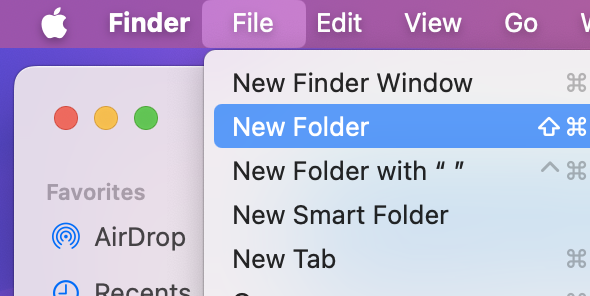 Finder File Edit View Go
New Finder Window ⌘
New Folder ⇧⌘
New Folder with “ ” ⌃⌘
New Smart Folder
New Tab ⌘
Favorites
AirDrop
Recents